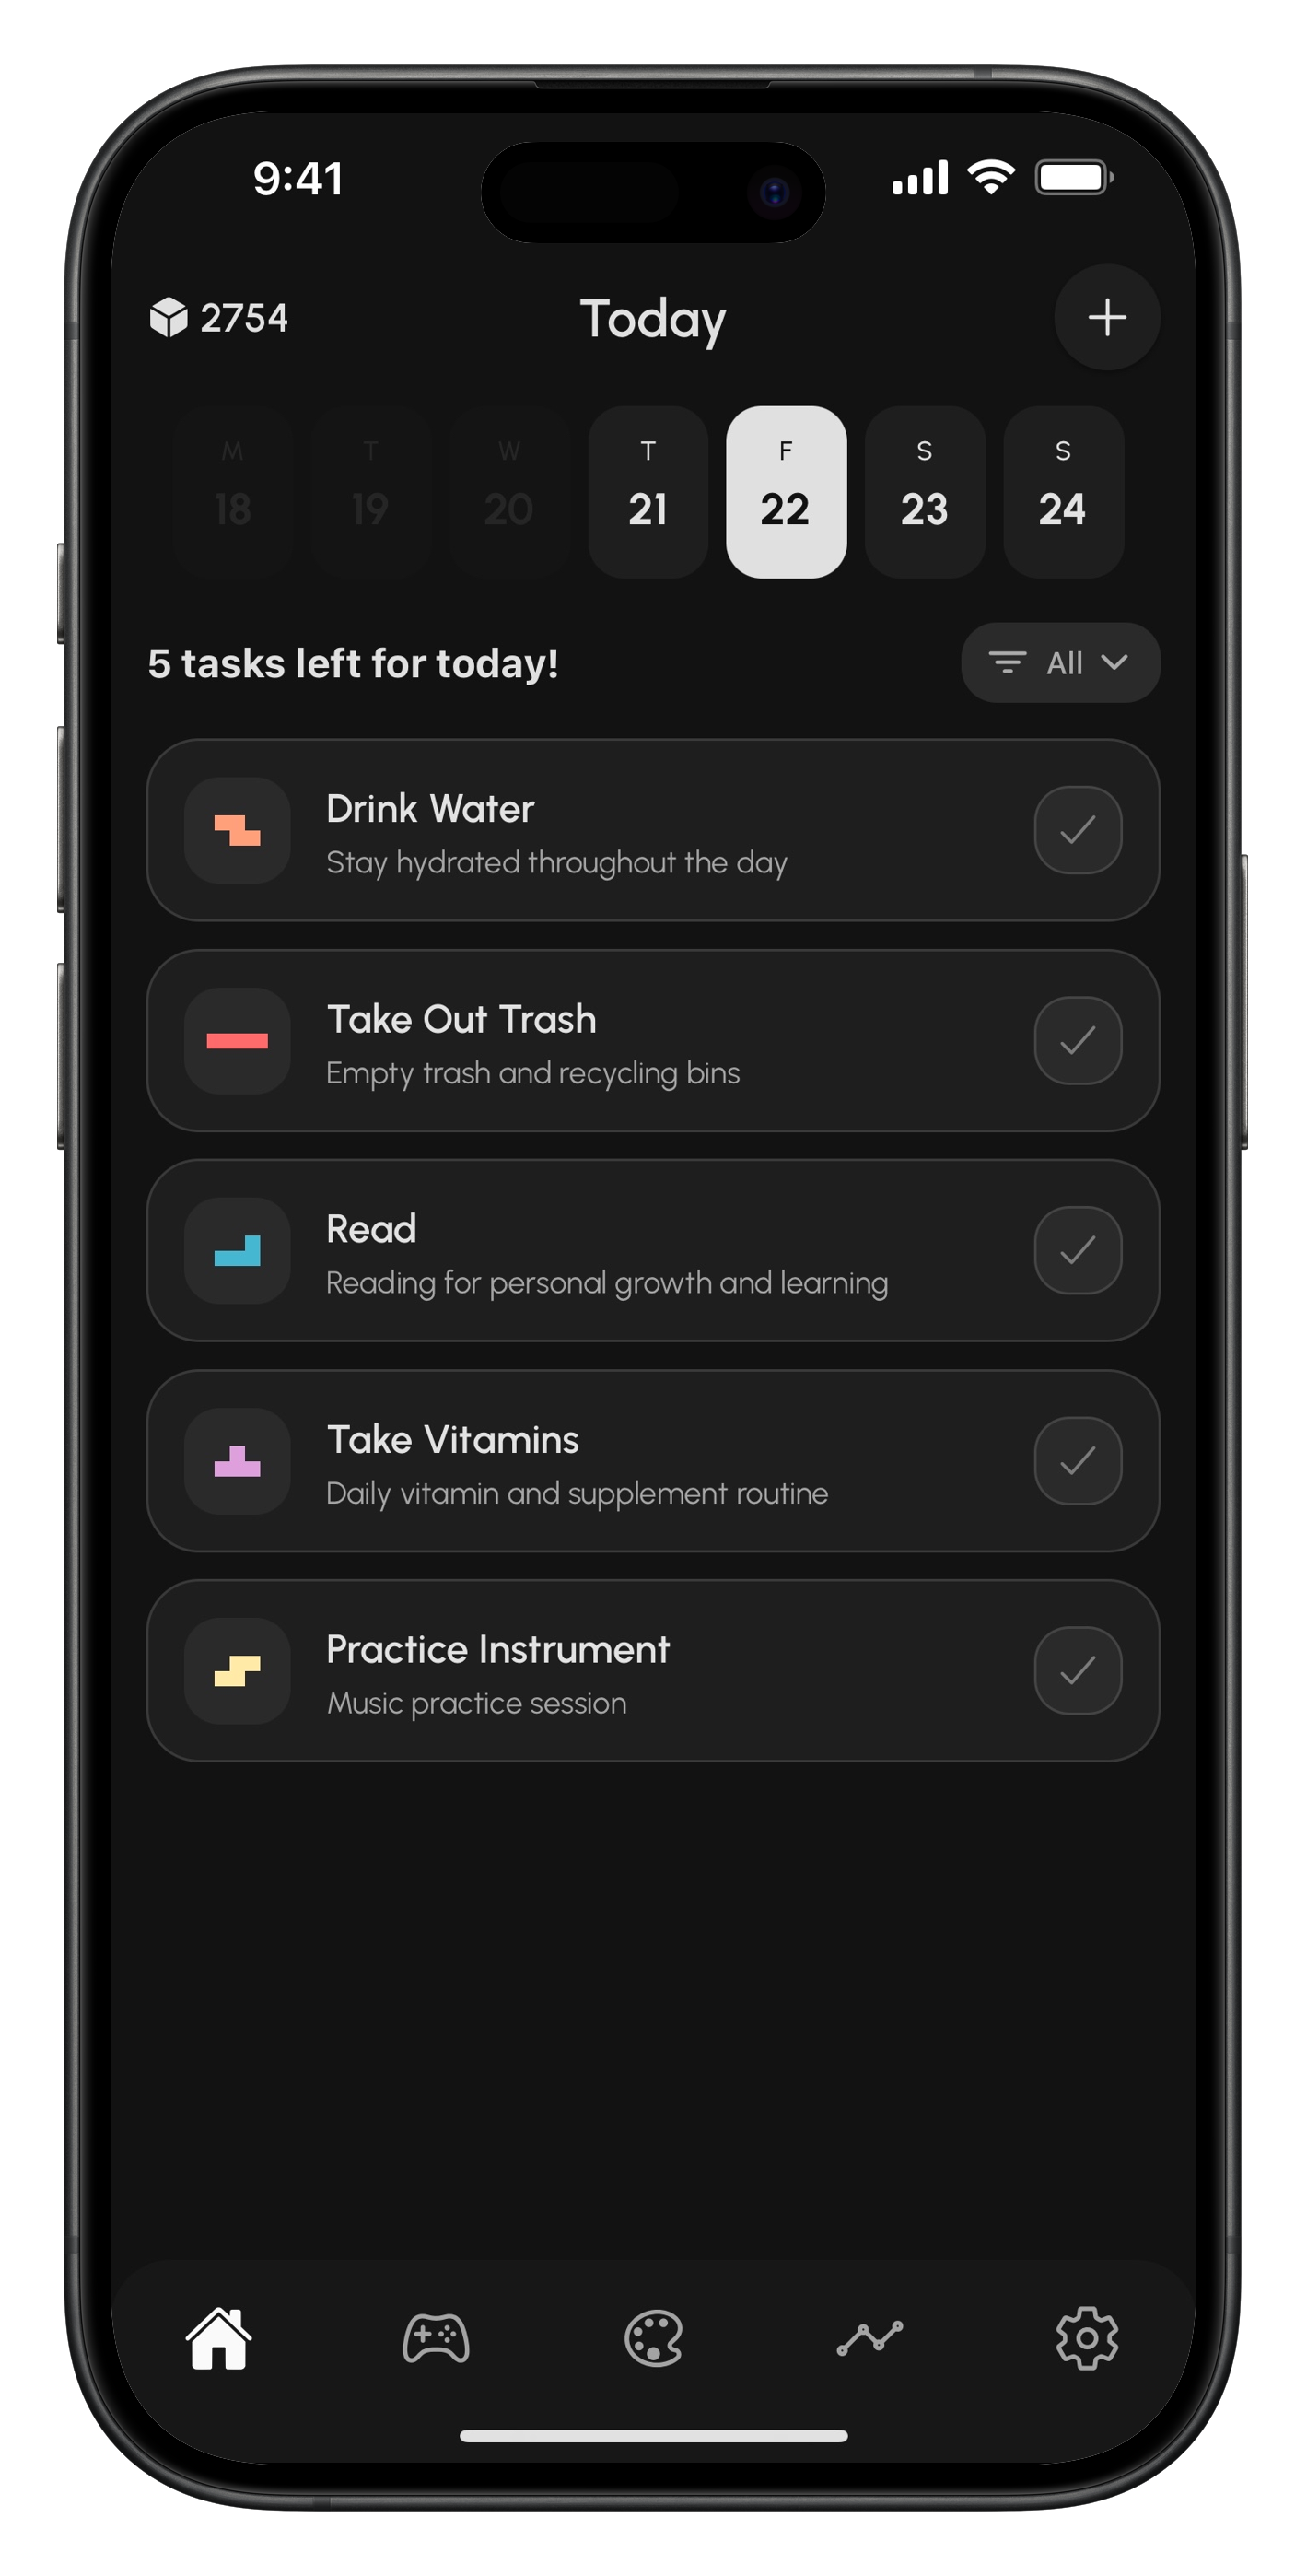 9:41
2754
Today
M T W T F S S
18 19 20 21 22 23 24
5 tasks left for today!
All
Drink Water
Stay hydrated throughout the day
Take Out Trash
Empty trash and recycling bins
Read
Reading for personal growth and learning
Take Vitamins
Daily vitamin and supplement routine
Practice Instrument
Music practice session